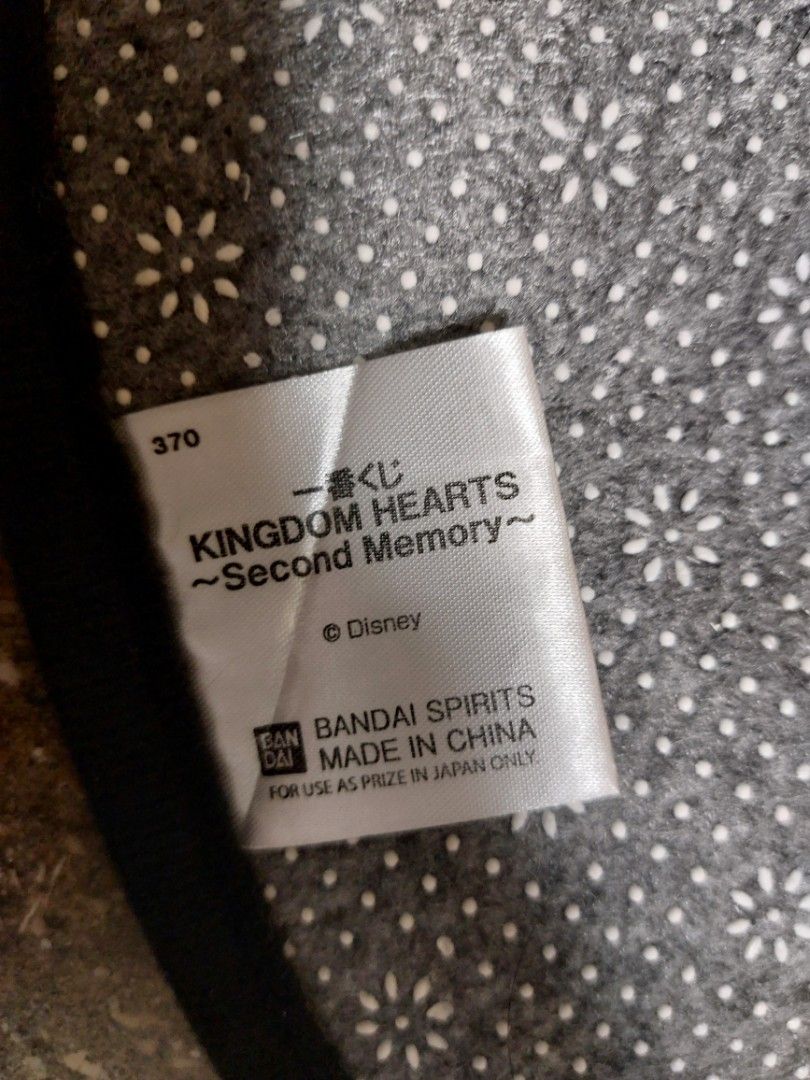 370
一番くじ
KINGDOM HEARTS
~Second Memory~
© Disney
BAN
DAI
BANDAI SPIRITS
MADE IN CHINA
FOR USE AS PRIZE IN JAPAN ONLY.